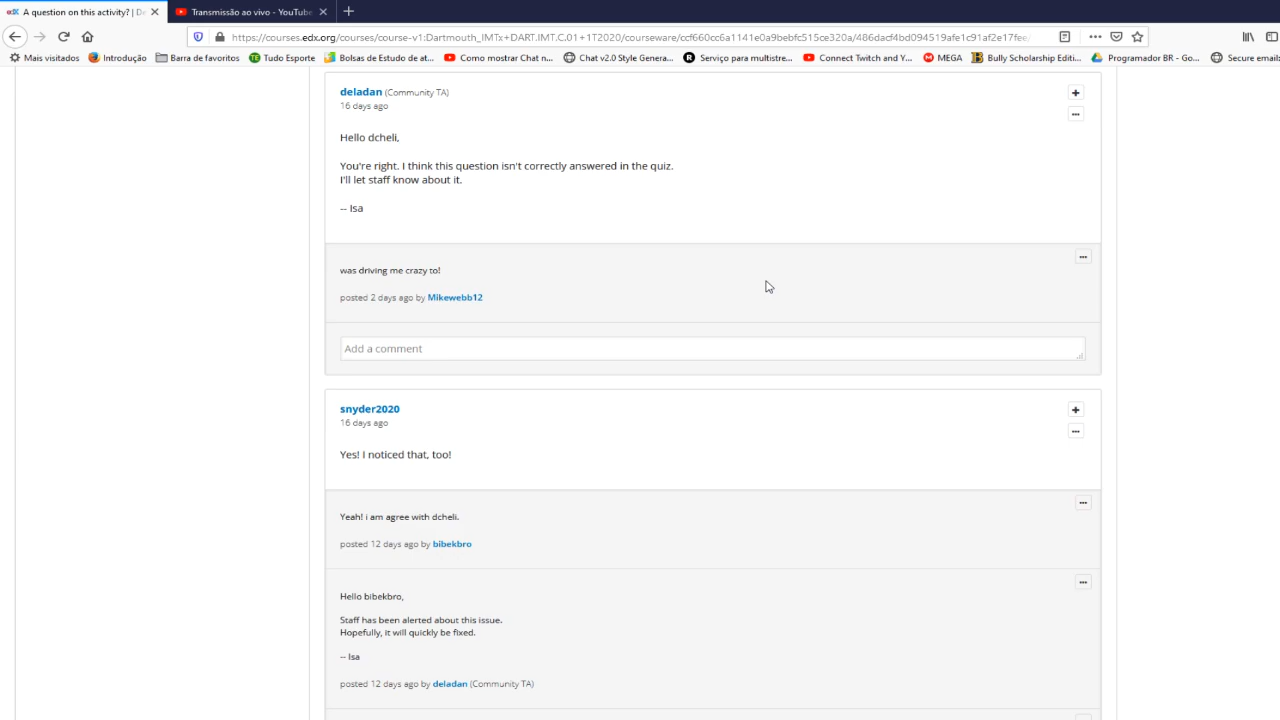 edX A question on this activity? | De
Transmissão ao vivo - YouTube
https://courses.edx.org/courses/course-v1:Dartmouth_IMTx+DART.IMT.C.01+1T2020/courseware/ccf660cc6a1141e0a9bebfc515ce320a/486dacf4bd094519afe1c91af2e17fee/
Mais visitados
Introdução
Barra de favoritos
TE Tudo Esporte
Bolsas de Estudo de at...
Como mostrar Chat n...
Chat v2.0 Style Genera...
R Serviço para multistre...
Connect Twitch and Y...
M MEGA
B Bully Scholarship Editi...
Programador BR - Go...
Secure email:
deladan (Community TA)
16 days ago
Hello dcheli,
You're right. I think this question isn't correctly answered in the quiz.
I'll let staff know about it.
-- Isa
was driving me crazy to!
posted 2 days ago by Mikewebb12
Add a comment
snyder2020
16 days ago
Yes! I noticed that, too!
Yeah! i am agree with dcheli.
posted 12 days ago by bibekbro
Hello bibekbro,
Staff has been alerted about this issue.
Hopefully, it will quickly be fixed.
-- Isa
posted 12 days ago by deladan (Community TA)